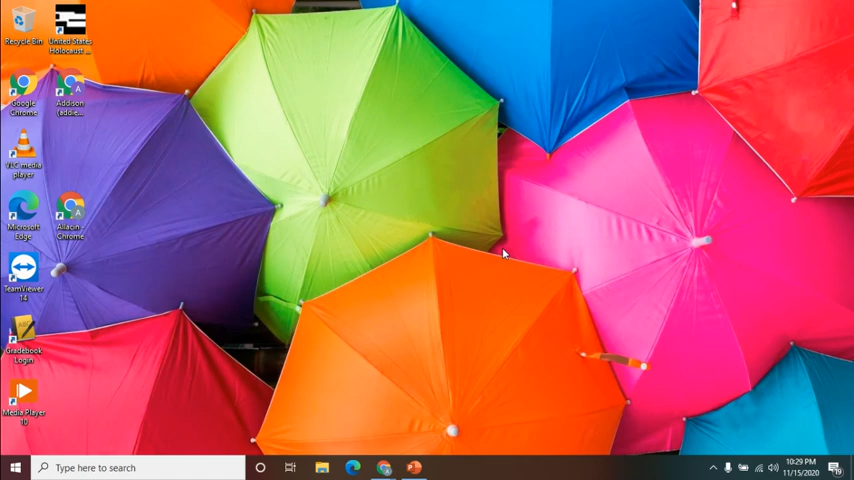 Recycle Bin
United States
Holocaust ...
Google
Chrome
Addison
(addie...
VLC media
player
Microsoft
Edge
Allacin -
Chrome
TeamViewer
14
Gradebook
Login
Media Player
10
Type here to search
10:29 PM
11/15/2020
19